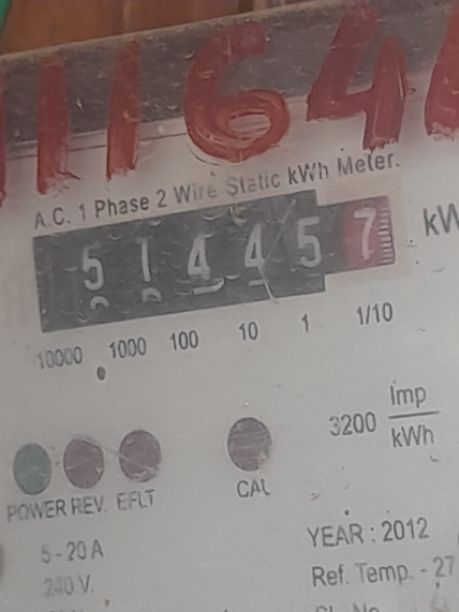 11164
A.C. 1 Phase 2 Wire Static kWh Meter.
5 1 4 4 5 7
10000 1000 100 10 1 1/10
3200 Imp/kWh
POWER REV. EFLT CAL
YEAR : 2012
5-20 A
Ref. Temp. - 27
240 V.